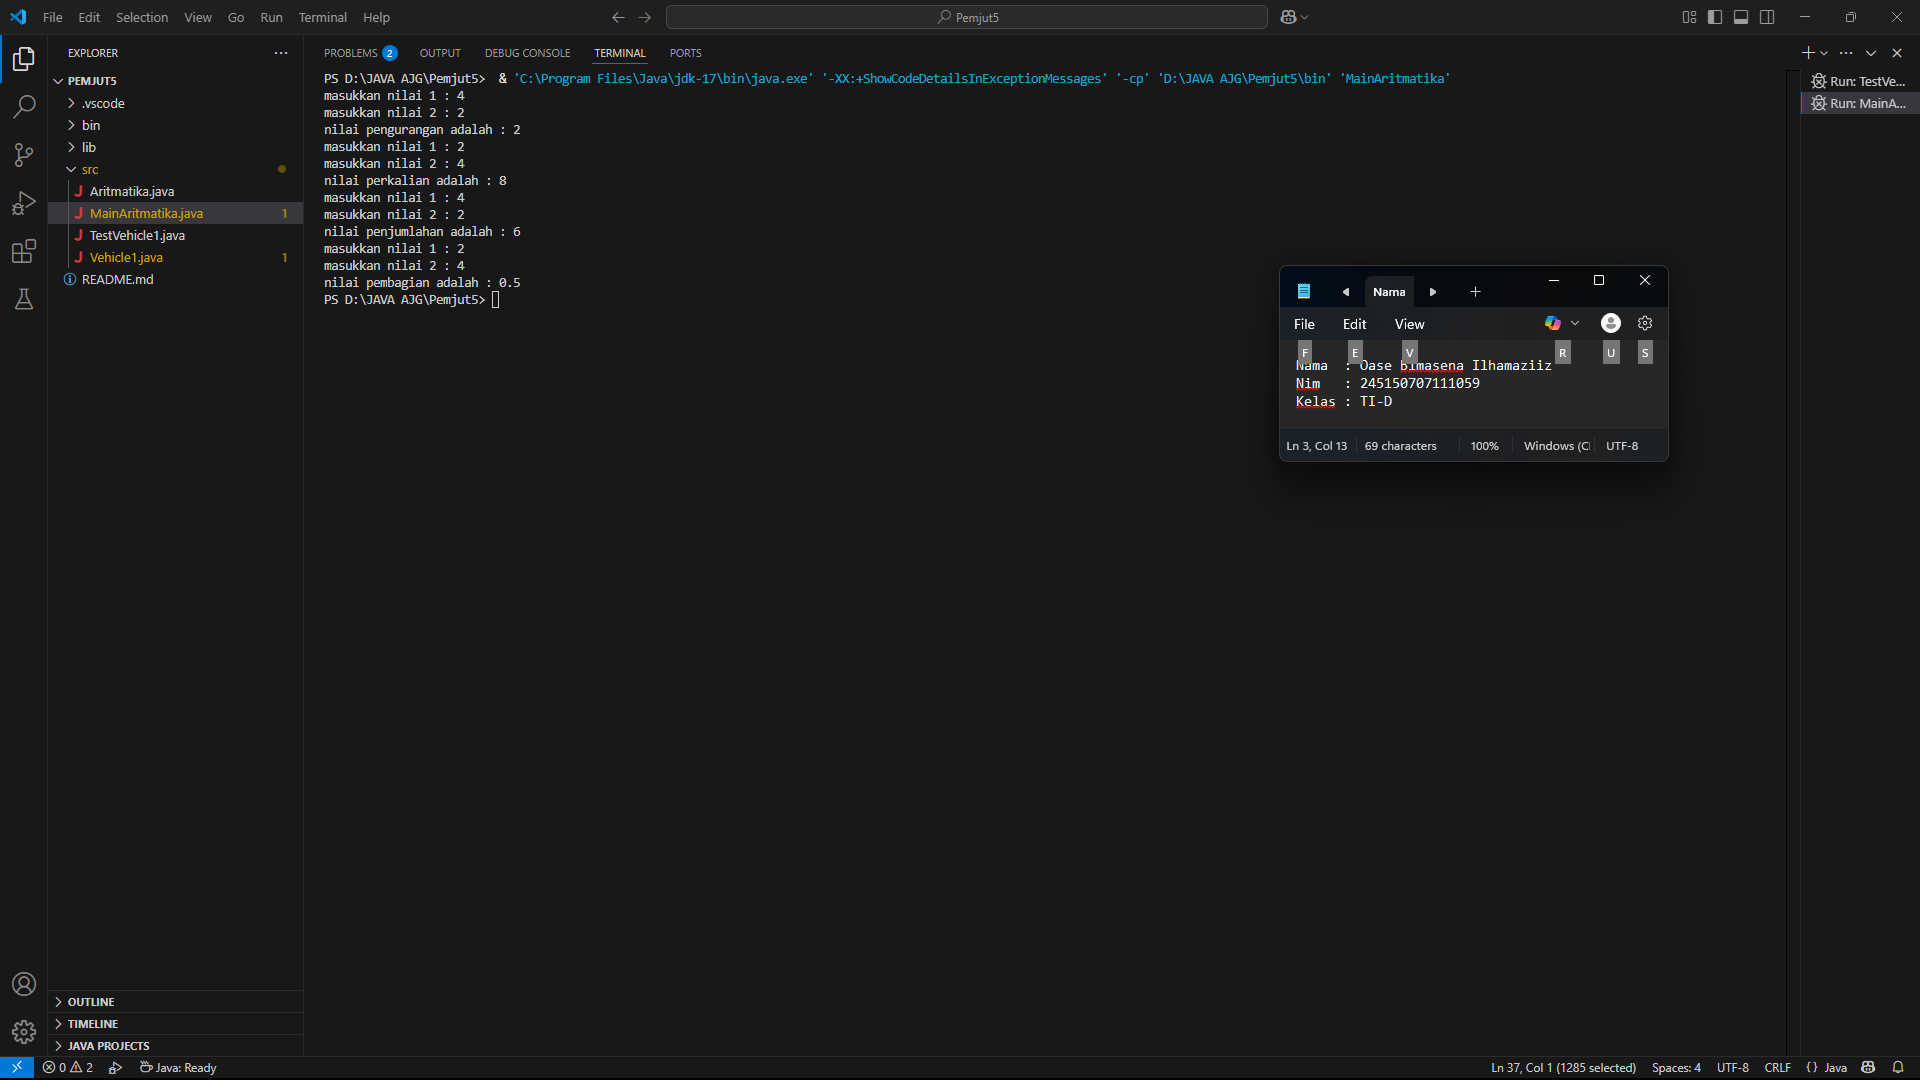 File Edit Selection View Go Run Terminal Help
Pemjut5
EXPLORER
PEMJUT5
.vscode
bin
lib
src
J Aritmatika.java
J MainAritmatika.java 1
J TestVehicle1.java
J Vehicle1.java 1
README.md
OUTLINE
TIMELINE
JAVA PROJECTS
PROBLEMS 2 OUTPUT DEBUG CONSOLE TERMINAL PORTS
PS D:\JAVA AJG\Pemjut5> & 'C:\Program Files\Java\jdk-17\bin\java.exe' '-XX:+ShowCodeDetailsInExceptionMessages' '-cp' 'D:\JAVA AJG\Pemjut5\bin' 'MainAritmatika'
masukkan nilai 1 : 4
masukkan nilai 2 : 2
nilai pengurangan adalah : 2
masukkan nilai 1 : 2
masukkan nilai 2 : 4
nilai perkalian adalah : 8
masukkan nilai 1 : 4
masukkan nilai 2 : 2
nilai penjumlahan adalah : 6
masukkan nilai 1 : 2
masukkan nilai 2 : 4
nilai pembagian adalah : 0.5
PS D:\JAVA AJG\Pemjut5>
Run: TestVe...
Run: MainA...
Nama
File Edit View
F E V R U S
Nama : Oase Bimasena Ilhamaziiz
Nim : 245150707111059
Kelas : TI-D
Ln 3, Col 13 69 characters 100% Windows (C UTF-8
0 2 Java: Ready
Ln 37, Col 1 (1285 selected) Spaces: 4 UTF-8 CRLF {} Java